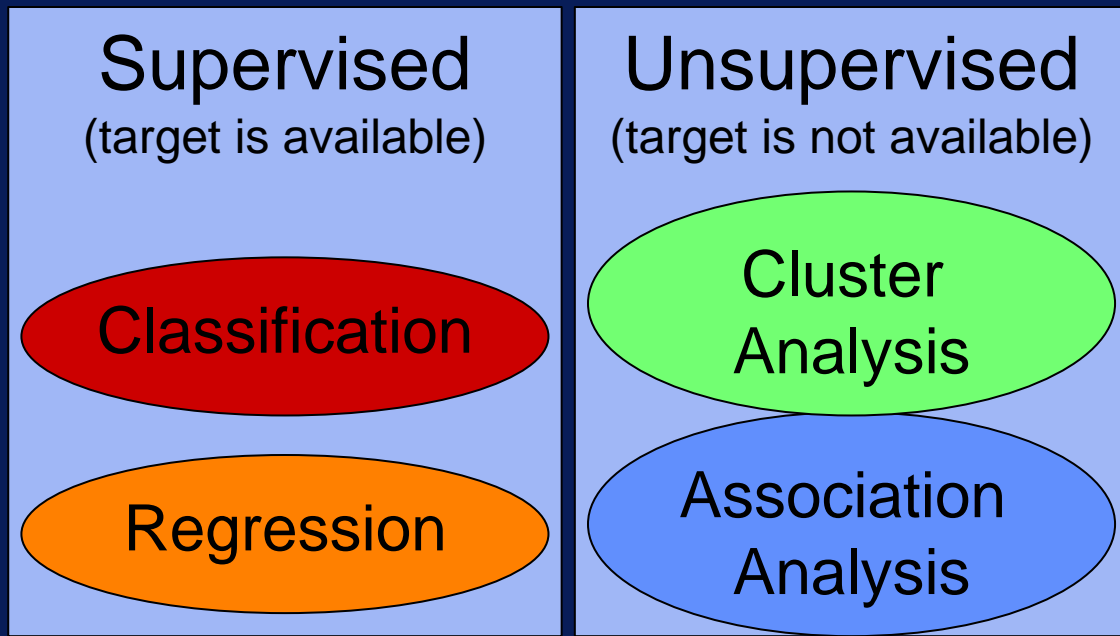 Supervised
(target is available)
Classification
Regression
Unsupervised
(target is not available)
Cluster
Analysis
Association
Analysis